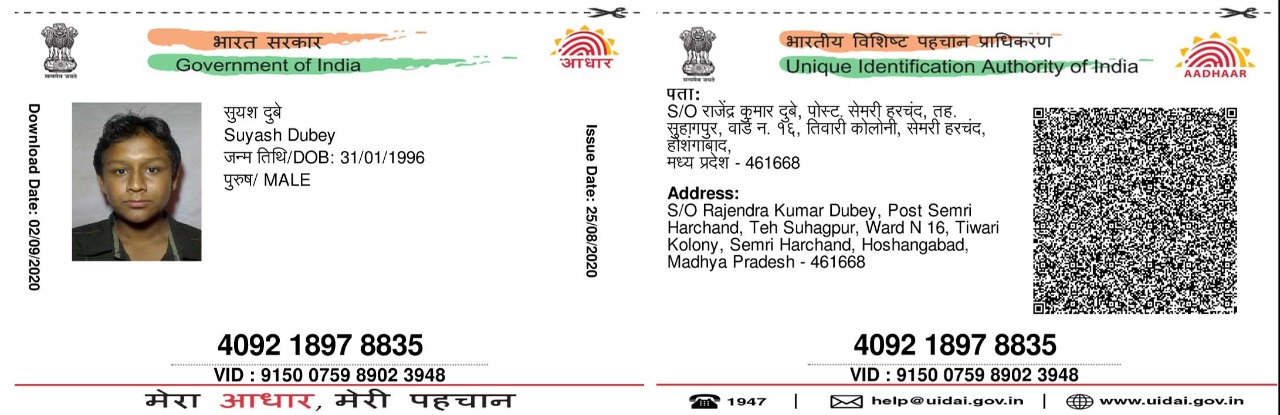 भारत सरकार
Government of India
सत्यमेव जयते
आधार
Download Date: 02/09/2020
सुयश दुबे
Suyash Dubey
जन्म तिथि/DOB: 31/01/1996
पुरुष/ MALE
Issue Date: 25/08/2020
4092 1897 8835
VID : 9150 0759 8902 3948
मेरा आधार, मेरी पहचान
भारतीय विशिष्ट पहचान प्राधिकरण
Unique Identification Authority of India
सत्यमेव जयते
AADHAAR
पता:
S/O राजेंद्र कुमार दुबे, पोस्ट, सेमरी हरचंद, तह.
सुहागपुर, वार्ड न. १६, तिवारी कोलोनी, सेमरी हरचंद,
होशंगाबाद,
मध्य प्रदेश - 461668
Address:
S/O Rajendra Kumar Dubey, Post Semri
Harchand, Teh Suhagpur, Ward N 16, Tiwari
Kolony, Semri Harchand, Hoshangabad,
Madhya Pradesh - 461668
4092 1897 8835
VID : 9150 0759 8902 3948
1947 | help@uidai.gov.in | www.uidai.gov.in